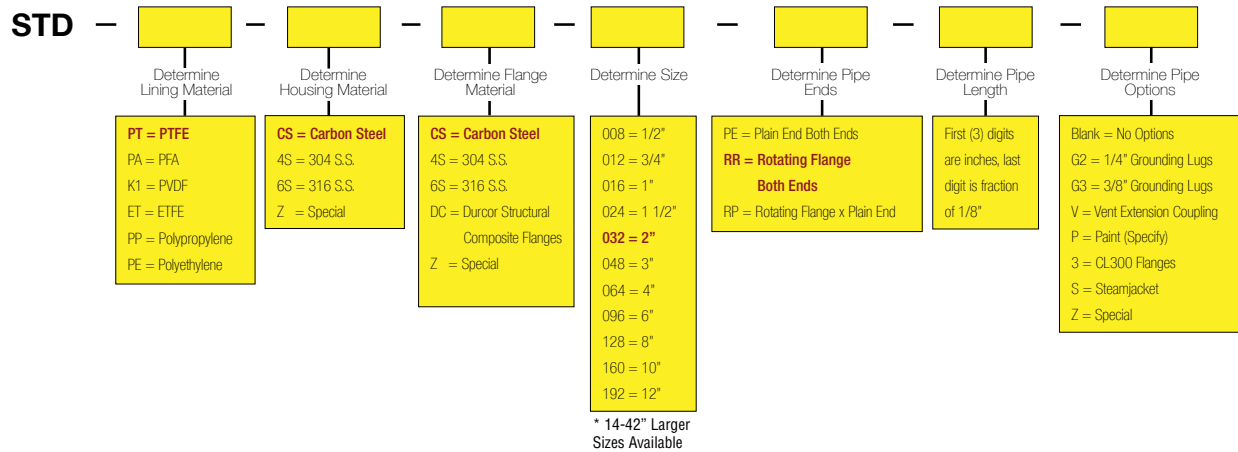 STD – – – – – – –
Determine
Lining Material
Determine
Housing Material
Determine Flange
Material
Determine Size
Determine Pipe
Ends
Determine Pipe
Length
Determine Pipe
Options
PT = PTFE
PA = PFA
K1 = PVDF
ET = ETFE
PP = Polypropylene
PE = Polyethylene
CS = Carbon Steel
4S = 304 S.S.
6S = 316 S.S.
Z = Special
CS = Carbon Steel
4S = 304 S.S.
6S = 316 S.S.
DC = Durcor Structural
Composite Flanges
Z = Special
008 = 1/2”
012 = 3/4”
016 = 1”
024 = 1 1/2”
032 = 2”
048 = 3”
064 = 4”
096 = 6”
128 = 8”
160 = 10”
192 = 12”
* 14-42” Larger
Sizes Available
PE = Plain End Both Ends
RR = Rotating Flange
Both Ends
RP = Rotating Flange x Plain End
First (3) digits
are inches, last
digit is fraction
of 1/8”
Blank = No Options
G2 = 1/4” Grounding Lugs
G3 = 3/8” Grounding Lugs
V = Vent Extension Coupling
P = Paint (Specify)
3 = CL300 Flanges
S = Steamjacket
Z = Special